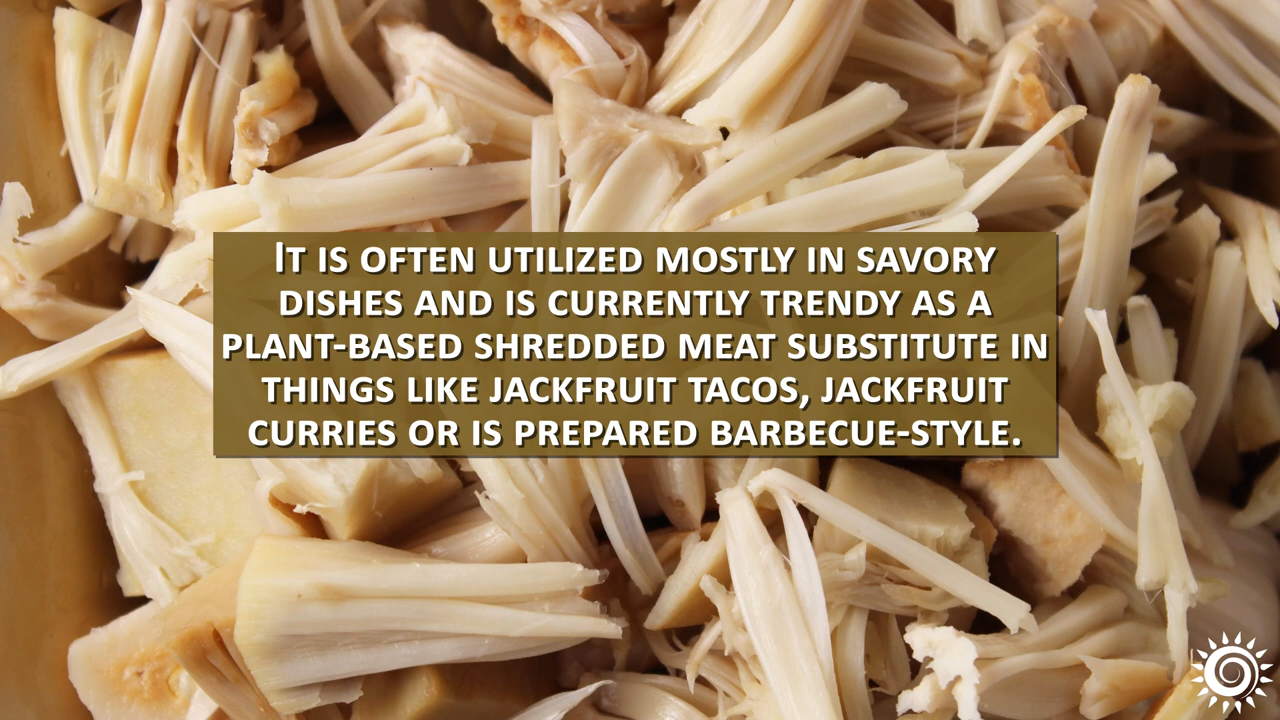 It is often utilized mostly in savory
dishes and is currently trendy as a
plant-based shredded meat substitute in
things like jackfruit tacos, jackfruit
curries or is prepared barbecue-style.